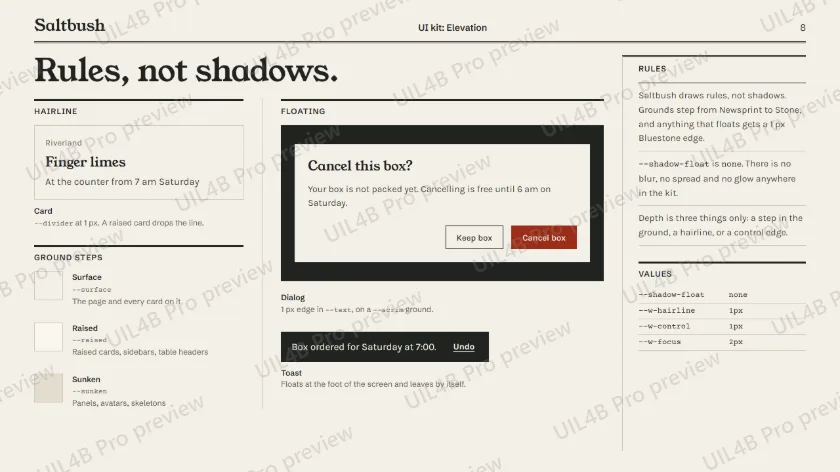 Saltbush
UI kit: Elevation
8
Rules, not shadows.
HAIRLINE
Riverland
Finger limes
At the counter from 7 am Saturday
Card
--divider at 1 px. A raised card drops the line.
GROUND STEPS
Surface
--surface
The page and every card on it
Raised
--raised
Raised cards, sidebars, table headers
Sunken
--sunken
Panels, avatars, skeletons
FLOATING
Cancel this box?
Your box is not packed yet. Cancelling is free until 6 am on
Saturday.
Keep box
Cancel box
Dialog
1 px edge in --text, on a --scrim ground.
Box ordered for Saturday at 7:00.
Undo
Toast
Floats at the foot of the screen and leaves by itself.
RULES
Saltbush draws rules, not shadows.
Grounds step from Newsprint to Stone,
and anything that floats gets a 1 px
Bluestone edge.
--shadow-float is none. There is no
blur, no spread and no glow anywhere
in the kit.
Depth is three things only: a step in the
ground, a hairline, or a control edge.
VALUES
--shadow-float none
--w-hairline 1px
--w-control 1px
--w-focus 2px
UIL4B Pro preview